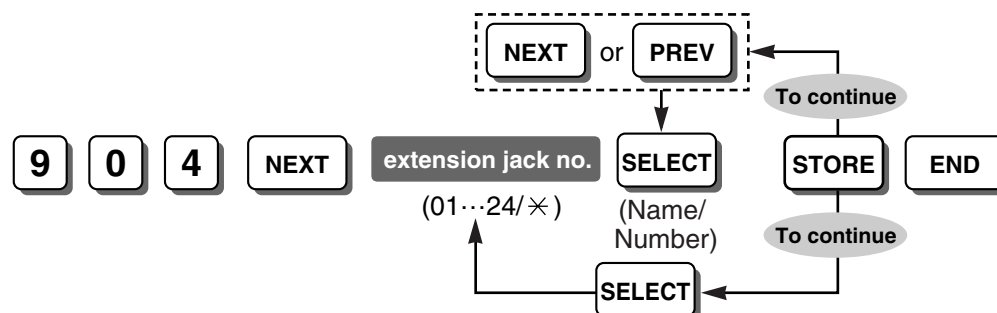 NEXT or PREV
To continue
9 0 4 NEXT extension jack no. SELECT STORE END
(01···24/✳)
(Name/
Number)
To continue
SELECT